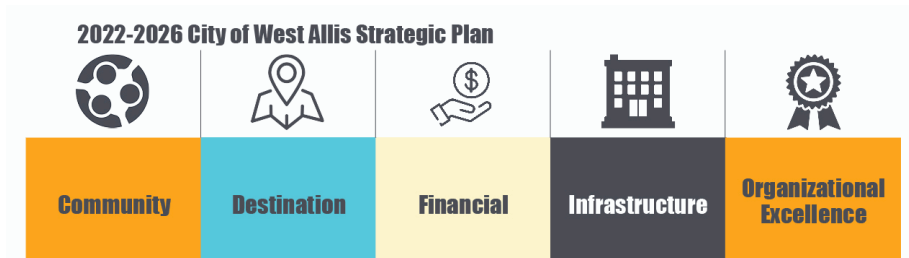 2022-2026 City of West Allis Strategic Plan
$
Community
Destination
Financial
Infrastructure
Organizational
Excellence